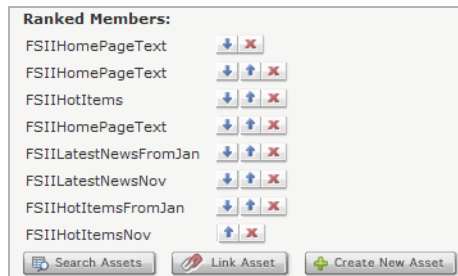 Ranked Members:
FSIIHomePageText
FSIIHomePageText
FSIIHotItems
FSIIHomePageText
FSIILatestNewsFromJan
FSIILatestNewsNov
FSIIHotItemsFromJan
FSIIHotItemsNov
Search Assets Link Asset Create New Asset